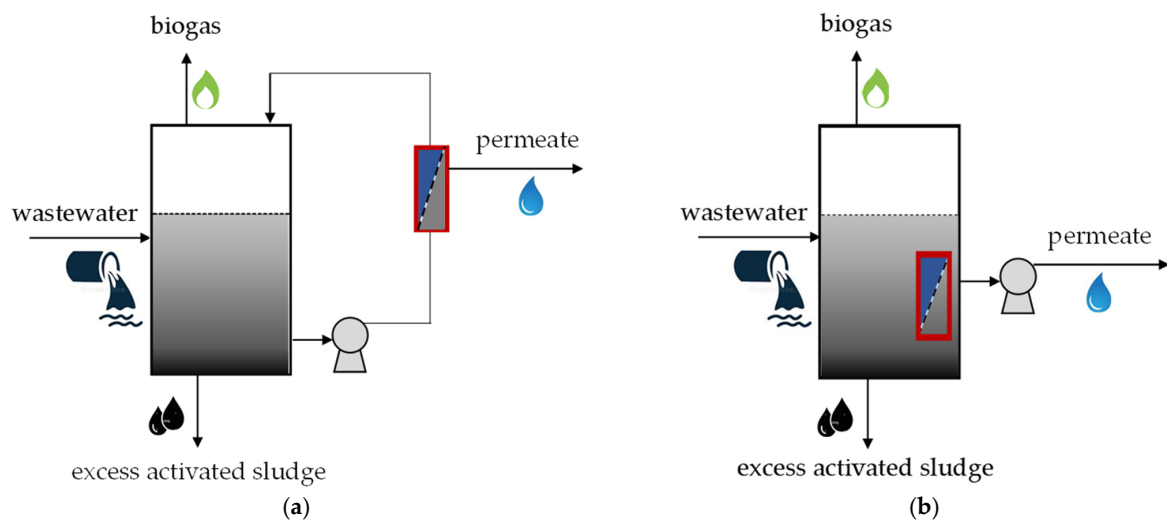 biogas
permeate
wastewater
excess activated sludge
(a)
biogas
wastewater
permeate
excess activated sludge
(b)